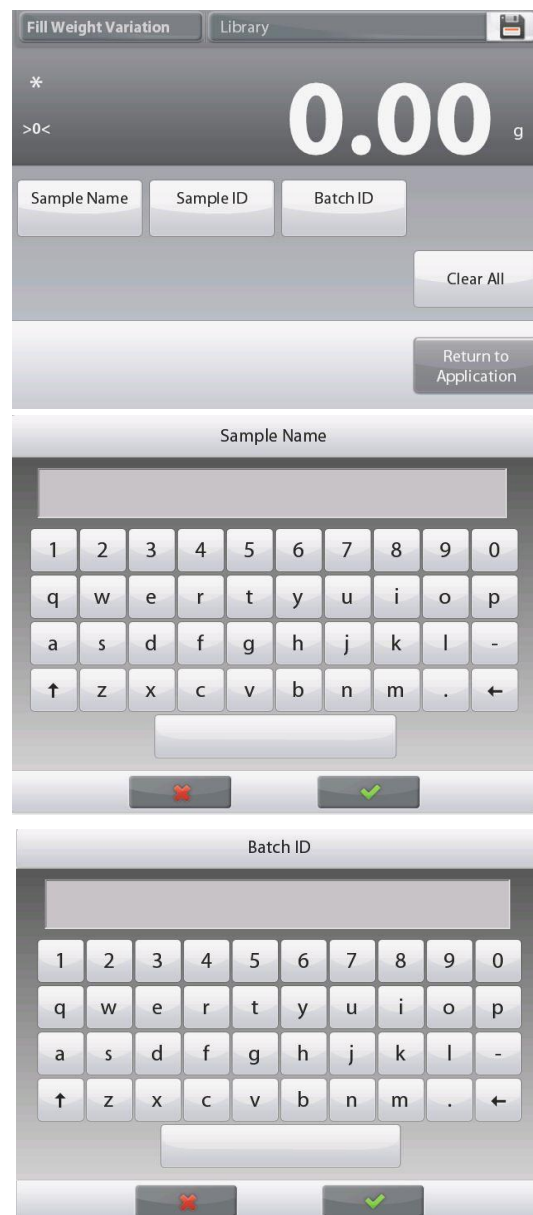 Fill Weight Variation Library
*
>0<
0.00 g
Sample Name Sample ID Batch ID
Clear All
Return to
Application
Sample Name
1 2 3 4 5 6 7 8 9 0
q w e r t y u i o p
a s d f g h j k l -
↑ z x c v b n m . ←
Batch ID
1 2 3 4 5 6 7 8 9 0
q w e r t y u i o p
a s d f g h j k l -
↑ z x c v b n m . ←